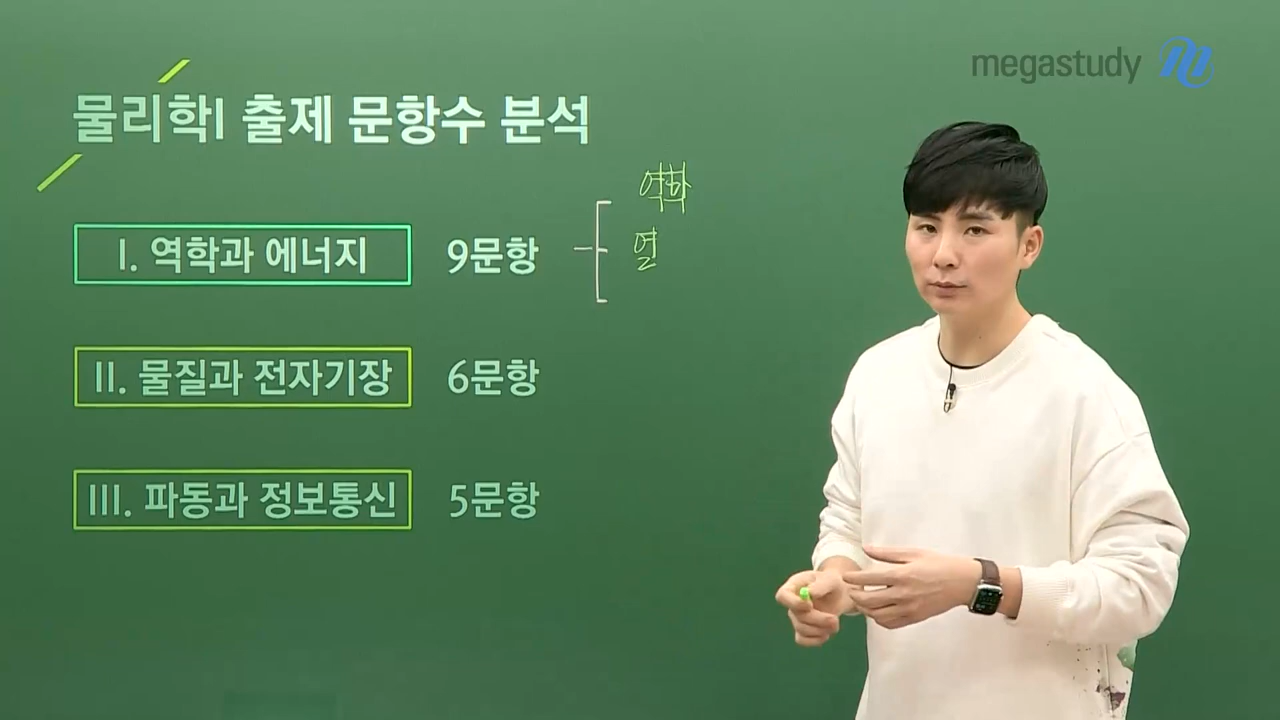 megastudy
물리학I 출제 문항수 분석
I. 역학과 에너지 9문항
역학
열
II. 물질과 전자기장 6문항
III. 파동과 정보통신 5문항